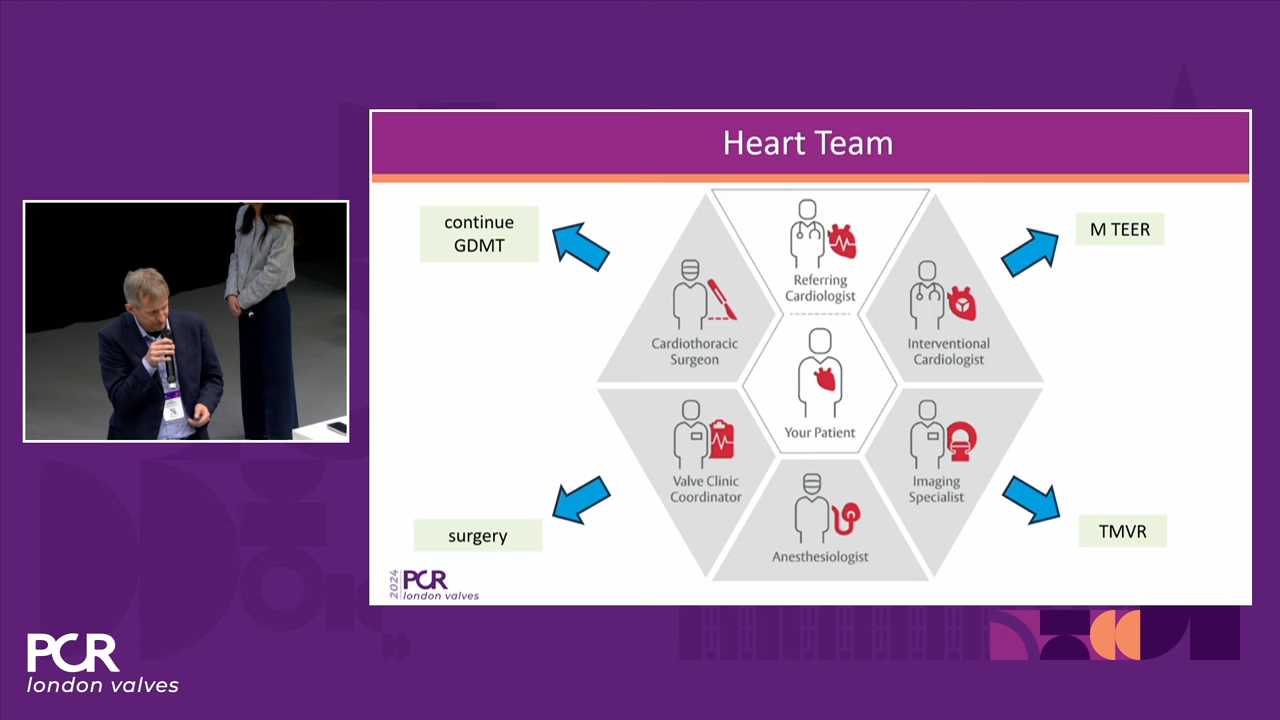 Heart Team
continue
GDMT
M TEER
Referring
Cardiologist
Cardiothoracic
Surgeon
Interventional
Cardiologist
Your Patient
Valve Clinic
Coordinator
Imaging
Specialist
Anesthesiologist
surgery
TMVR
2024
PCR
london valves
PCR
london valves